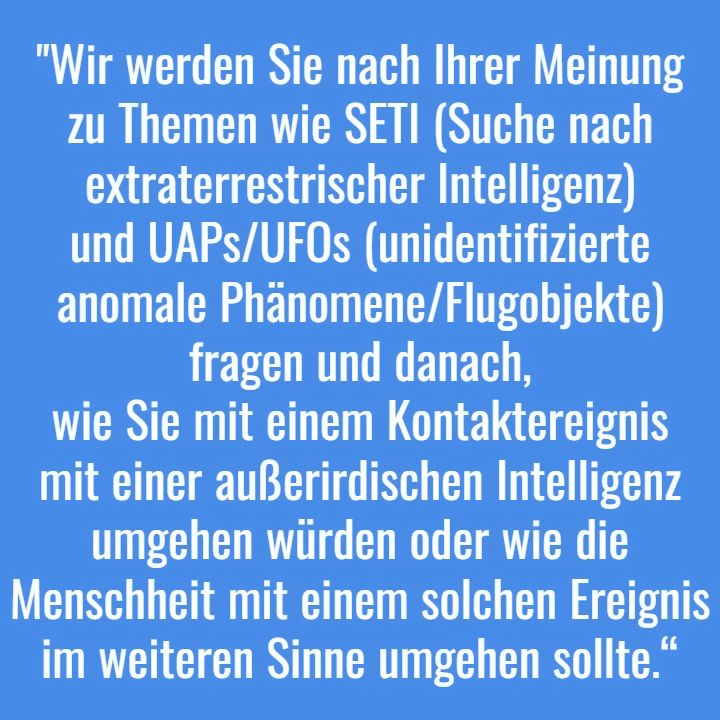 "Wir werden Sie nach Ihrer Meinung
zu Themen wie SETI (Suche nach
extraterrestrischer Intelligenz)
und UAPs/UFOs (unidentifizierte
anomale Phänomene/Flugobjekte)
fragen und danach,
wie Sie mit einem Kontaktereignis
mit einer außerirdischen Intelligenz
umgehen würden oder wie die
Menschheit mit einem solchen Ereignis
im weiteren Sinne umgehen sollte.“